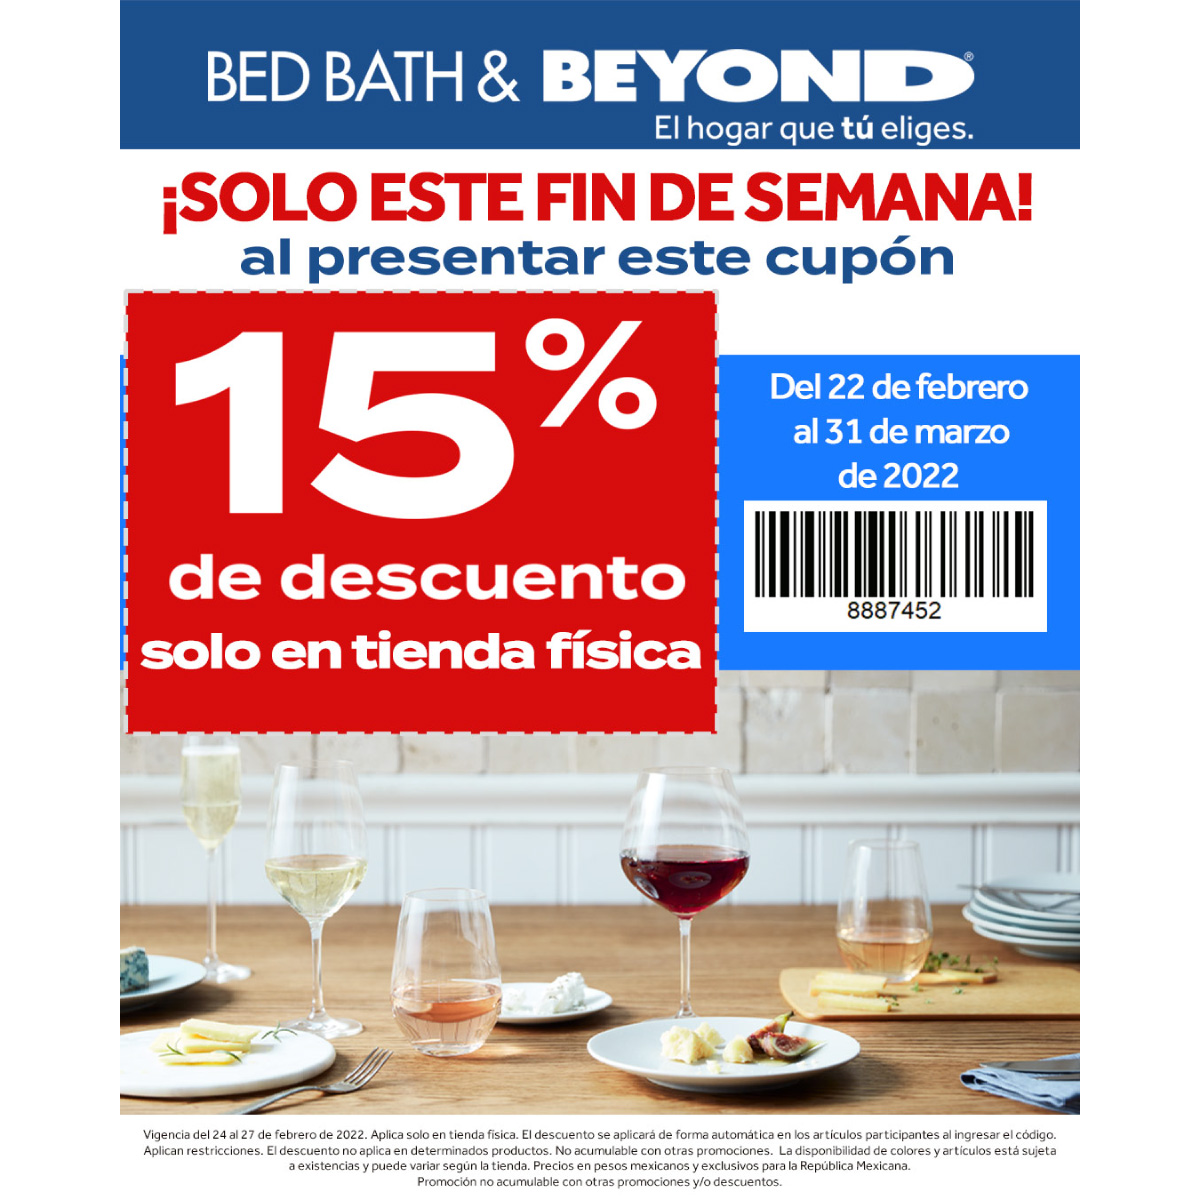 BED BATH & BEYOND®
El hogar que tú eliges.
¡SOLO ESTE FIN DE SEMANA!
al presentar este cupón
15%
de descuento
solo en tienda física
Del 22 de febrero
al 31 de marzo
de 2022
8887452
Vigencia del 24 al 27 de febrero de 2022. Aplica solo en tienda física. El descuento se aplicará de forma automática en los artículos participantes al ingresar el código.
Aplican restricciones. El descuento no aplica en determinados productos. No acumulable con otras promociones. La disponibilidad de colores y artículos está sujeta
a existencias y puede variar según la tienda. Precios en pesos mexicanos y exclusivos para la República Mexicana.
Promoción no acumulable con otras promociones y/o descuentos.